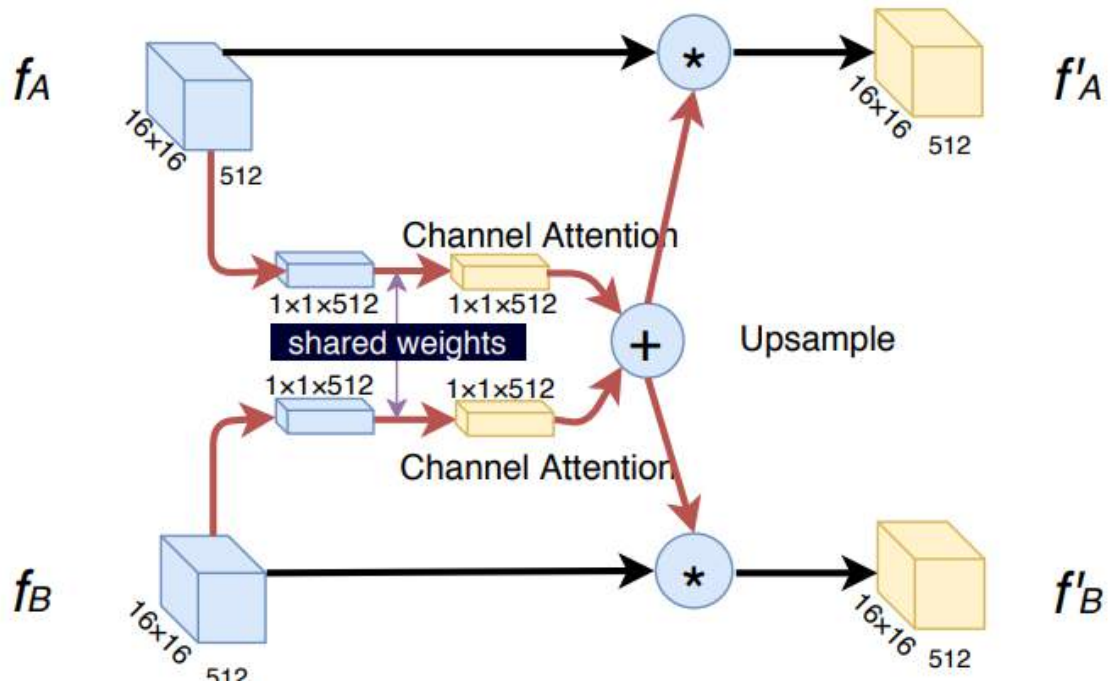 *
fA
f'A
16×16
16×16
512
512
Channel Attention
1×1×512
1×1×512
shared weights
+
Upsample
1×1×512
1×1×512
Channel Attention
*
fB
f'B
16×16
16×16
512
512